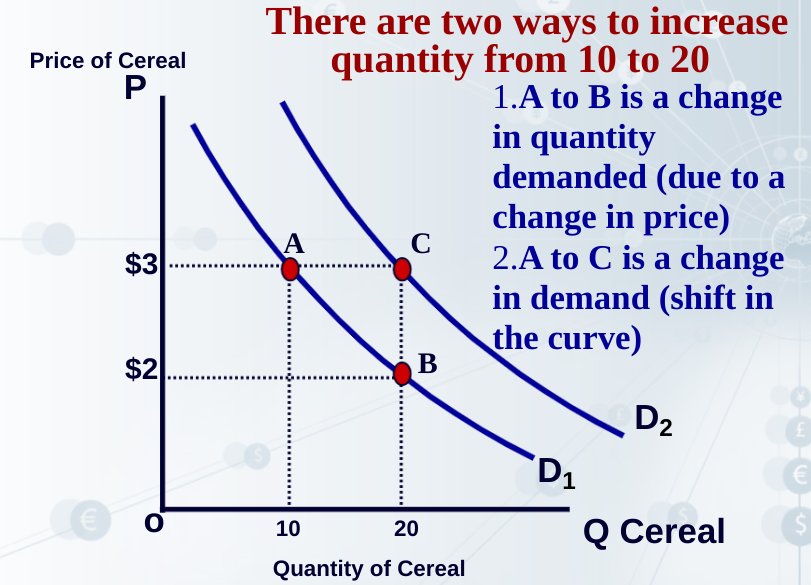 There are two ways to increase
quantity from 10 to 20
Price of Cereal
P
1.A to B is a change
in quantity
demanded (due to a
change in price)
2.A to C is a change
in demand (shift in
the curve)
A
C
$3
B
$2
D2
D1
o
10
20
Q Cereal
Quantity of Cereal